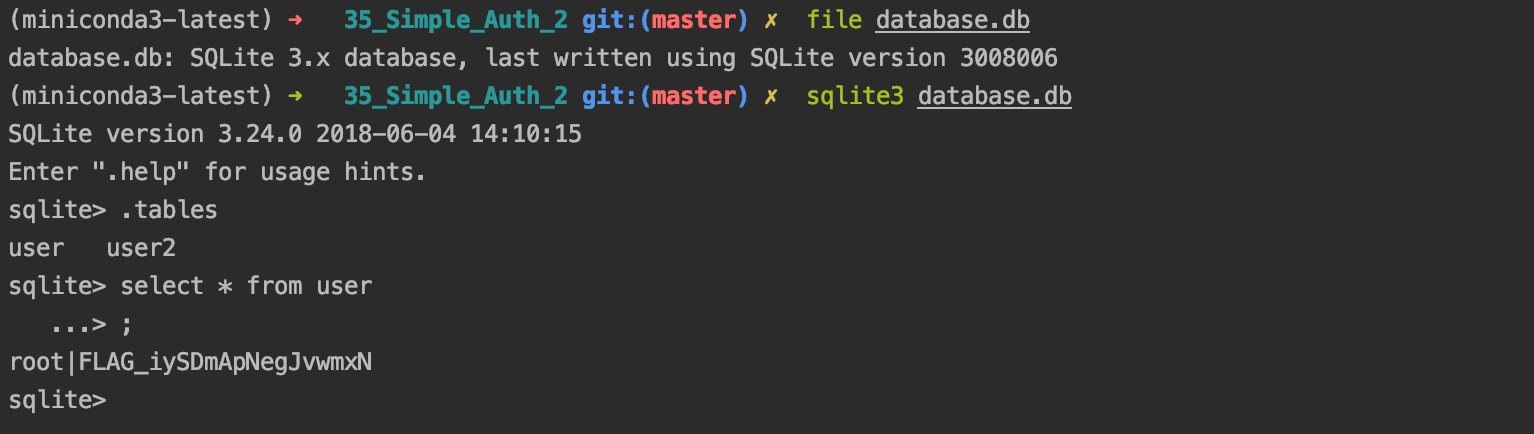 (miniconda3-latest) ➜  35_Simple_Auth_2 git:(master) ✗ file database.db
database.db: SQLite 3.x database, last written using SQLite version 3008006
(miniconda3-latest) ➜  35_Simple_Auth_2 git:(master) ✗ sqlite3 database.db
SQLite version 3.24.0 2018-06-04 14:10:15
Enter ".help" for usage hints.
sqlite> .tables
user   user2
sqlite> select * from user
   ...> ;
root|FLAG_iySDmApNegJvwmxN
sqlite>